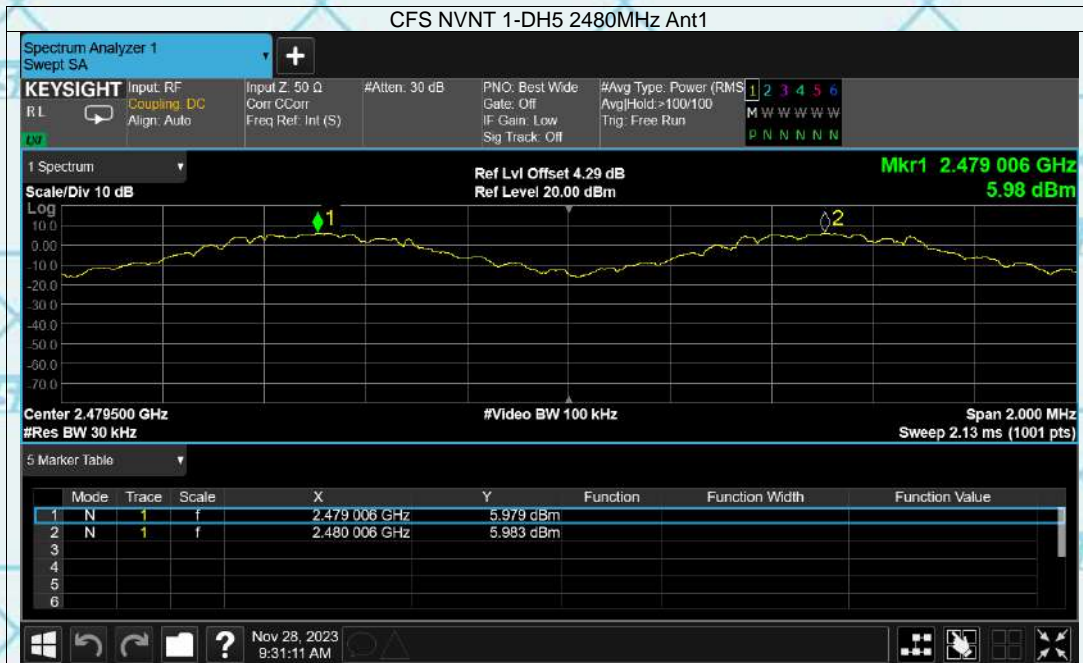 CFS NVNT 1-DH5 2480MHz Ant1
Spectrum Analyzer 1
Swept SA
+
KEYSIGHT Input: RF Input Z: 50 Ω #Atten: 30 dB PNO: Best Wide #Avg Type: Power (RMS 1 2 3 4 5 6
R L Coupling: DC Corr CCorr Gate: Off Avg|Hold:>100/100 M W W W W W
Align: Auto Freq Ref: Int (S) IF Gain: Low Trig: Free Run
LXI Sig Track: Off P N N N N N
1 Spectrum Ref Lvl Offset 4.29 dB Mkr1 2.479 006 GHz
Scale/Div 10 dB Ref Level 20.00 dBm 5.98 dBm
Log
1 2
10.0
0.00
-10.0
-20.0
-30.0
-40.0
-50.0
-60.0
-70.0
Center 2.479500 GHz #Video BW 100 kHz Span 2.000 MHz
#Res BW 30 kHz Sweep 2.13 ms (1001 pts)
5 Marker Table
Mode Trace Scale X Y Function Function Width Function Value
1 N 1 f 2.479 006 GHz 5.979 dBm
2 N 1 f 2.480 006 GHz 5.983 dBm
3
4
5
6
? Nov 28, 2023
9:31:11 AM